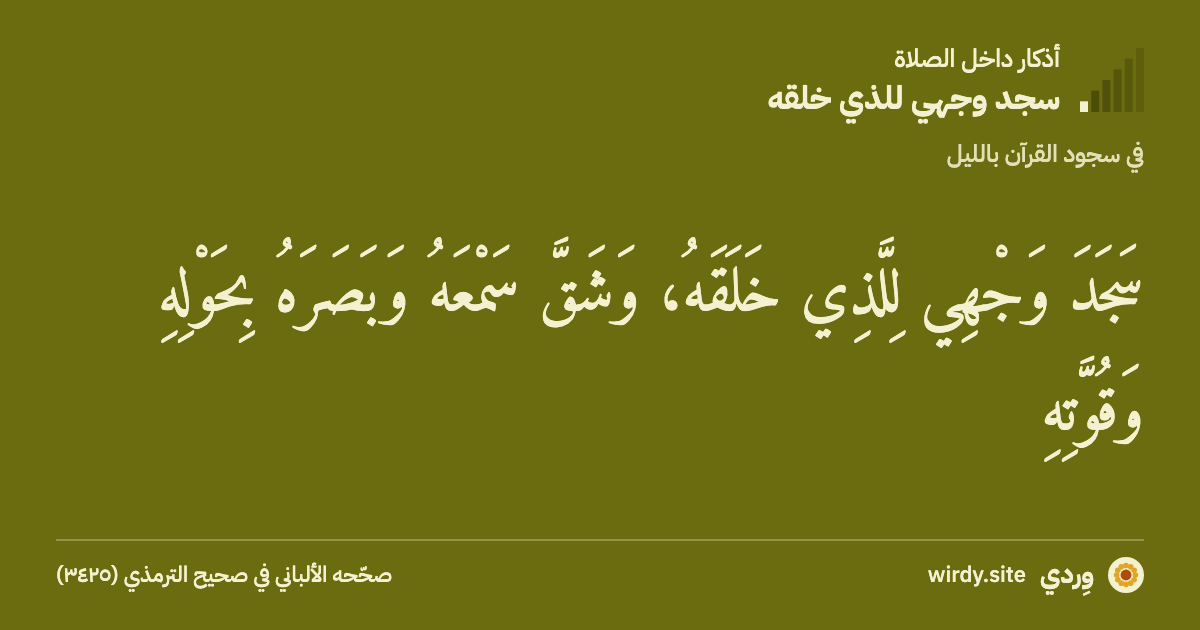 أذكار داخل الصلاة
سجد وجهي للذي خلقه
في سجود القرآن بالليل
سَجَدَ وَجْهِي لِلَّذِي خَلَقَهُ، وَشَقَّ سَمْعَهُ وَبَصَرَهُ بِحَوْلِهِ
وَقُوَّتِهِ
وِردي wirdy.site
صحّحه الألباني في صحيح الترمذي (٣٤٢٥)